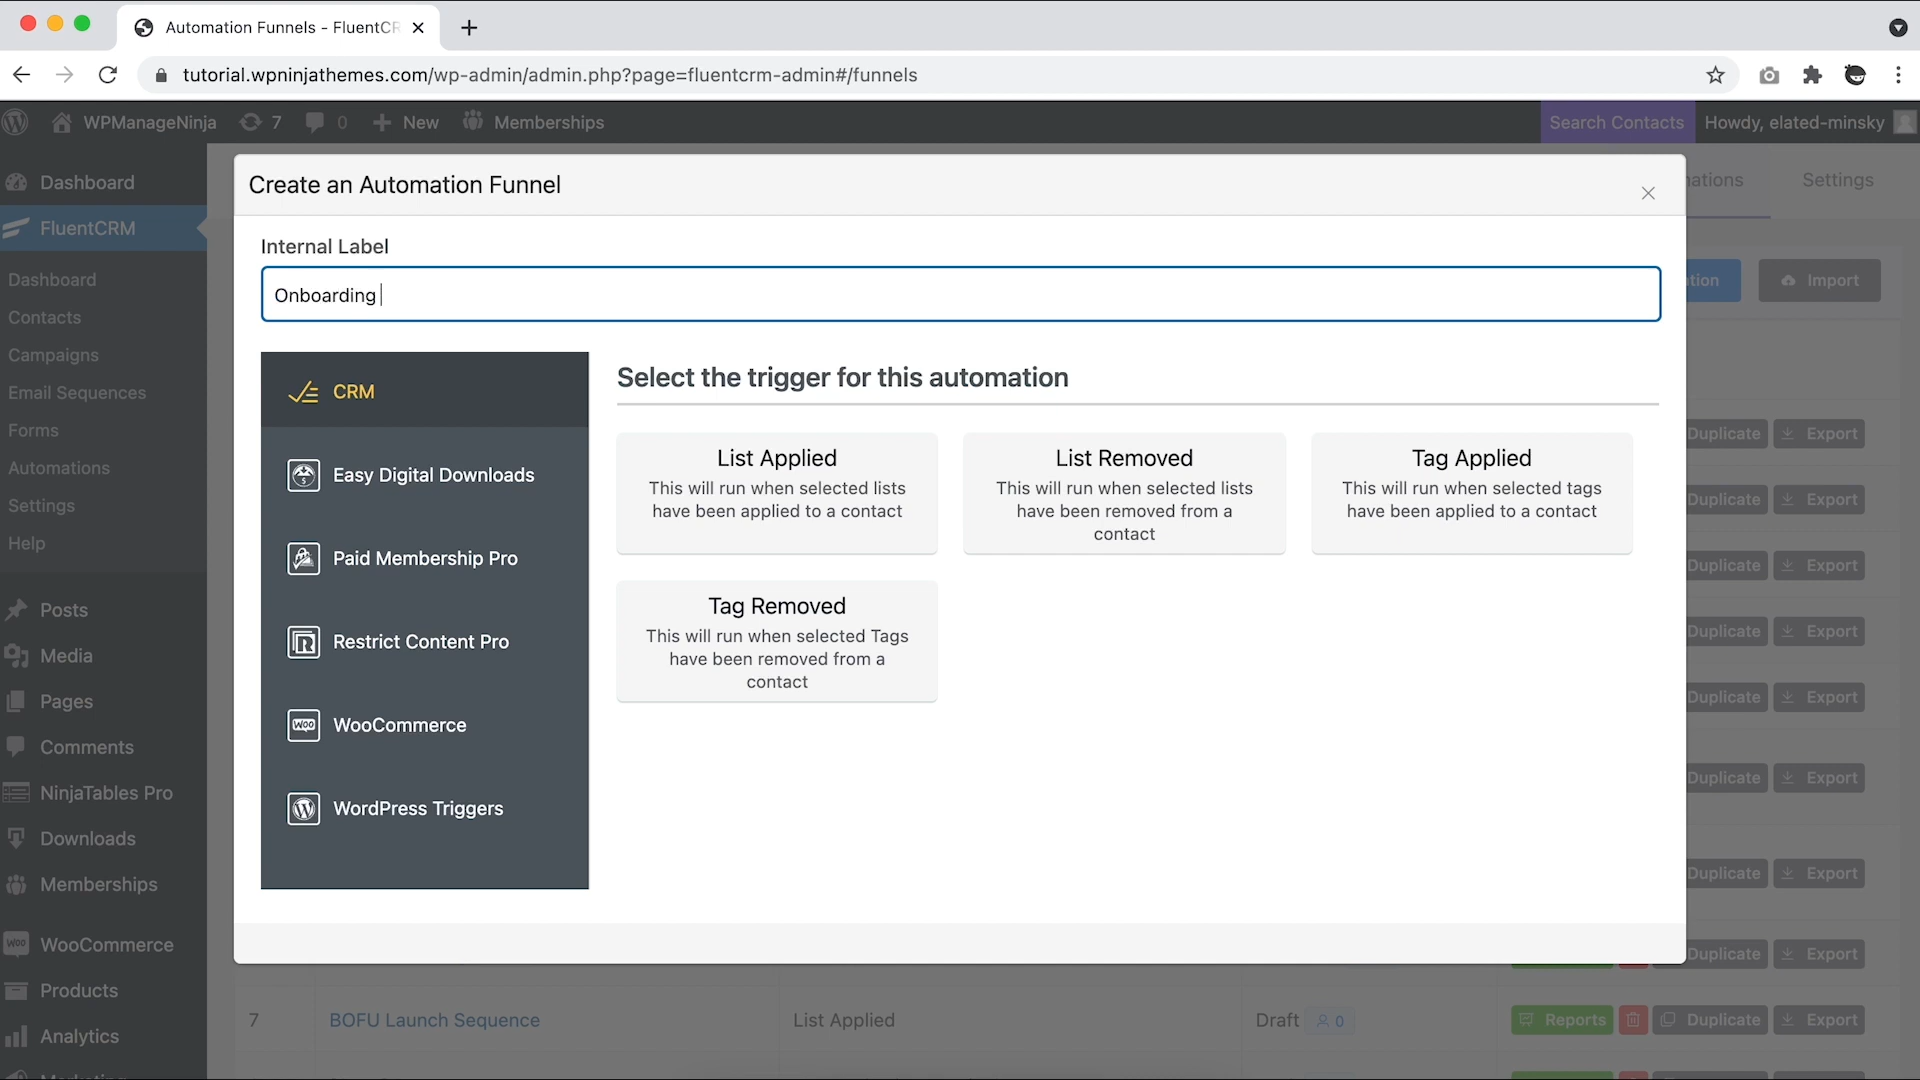 Automation Funnels - FluentCR
tutorial.wpninjathemes.com/wp-admin/admin.php?page=fluentcrm-admin#/funnels
WPManageNinja 7 0 New Memberships Search Contacts Howdy, elated-minsky
Dashboard
FluentCRM
Dashboard
Contacts
Campaigns
Email Sequences
Forms
Automations
Settings
Help
Posts
Media
Pages
Comments
NinjaTables Pro
Downloads
Memberships
WooCommerce
Products
Analytics
Create an Automation Funnel
Internal Label
Onboarding
CRM
Easy Digital Downloads
Paid Membership Pro
Restrict Content Pro
WooCommerce
WordPress Triggers
Select the trigger for this automation
List Applied
This will run when selected lists
have been applied to a contact
List Removed
This will run when selected lists
have been removed from a
contact
Tag Applied
This will run when selected tags
have been applied to a contact
Tag Removed
This will run when selected Tags
have been removed from a
contact
nations Settings
tion Import
Duplicate Export
Duplicate Export
Duplicate Export
Duplicate Export
Duplicate Export
Duplicate Export
Duplicate Export
Duplicate Export
7 BOFU Launch Sequence List Applied Draft 0 Reports Duplicate Export